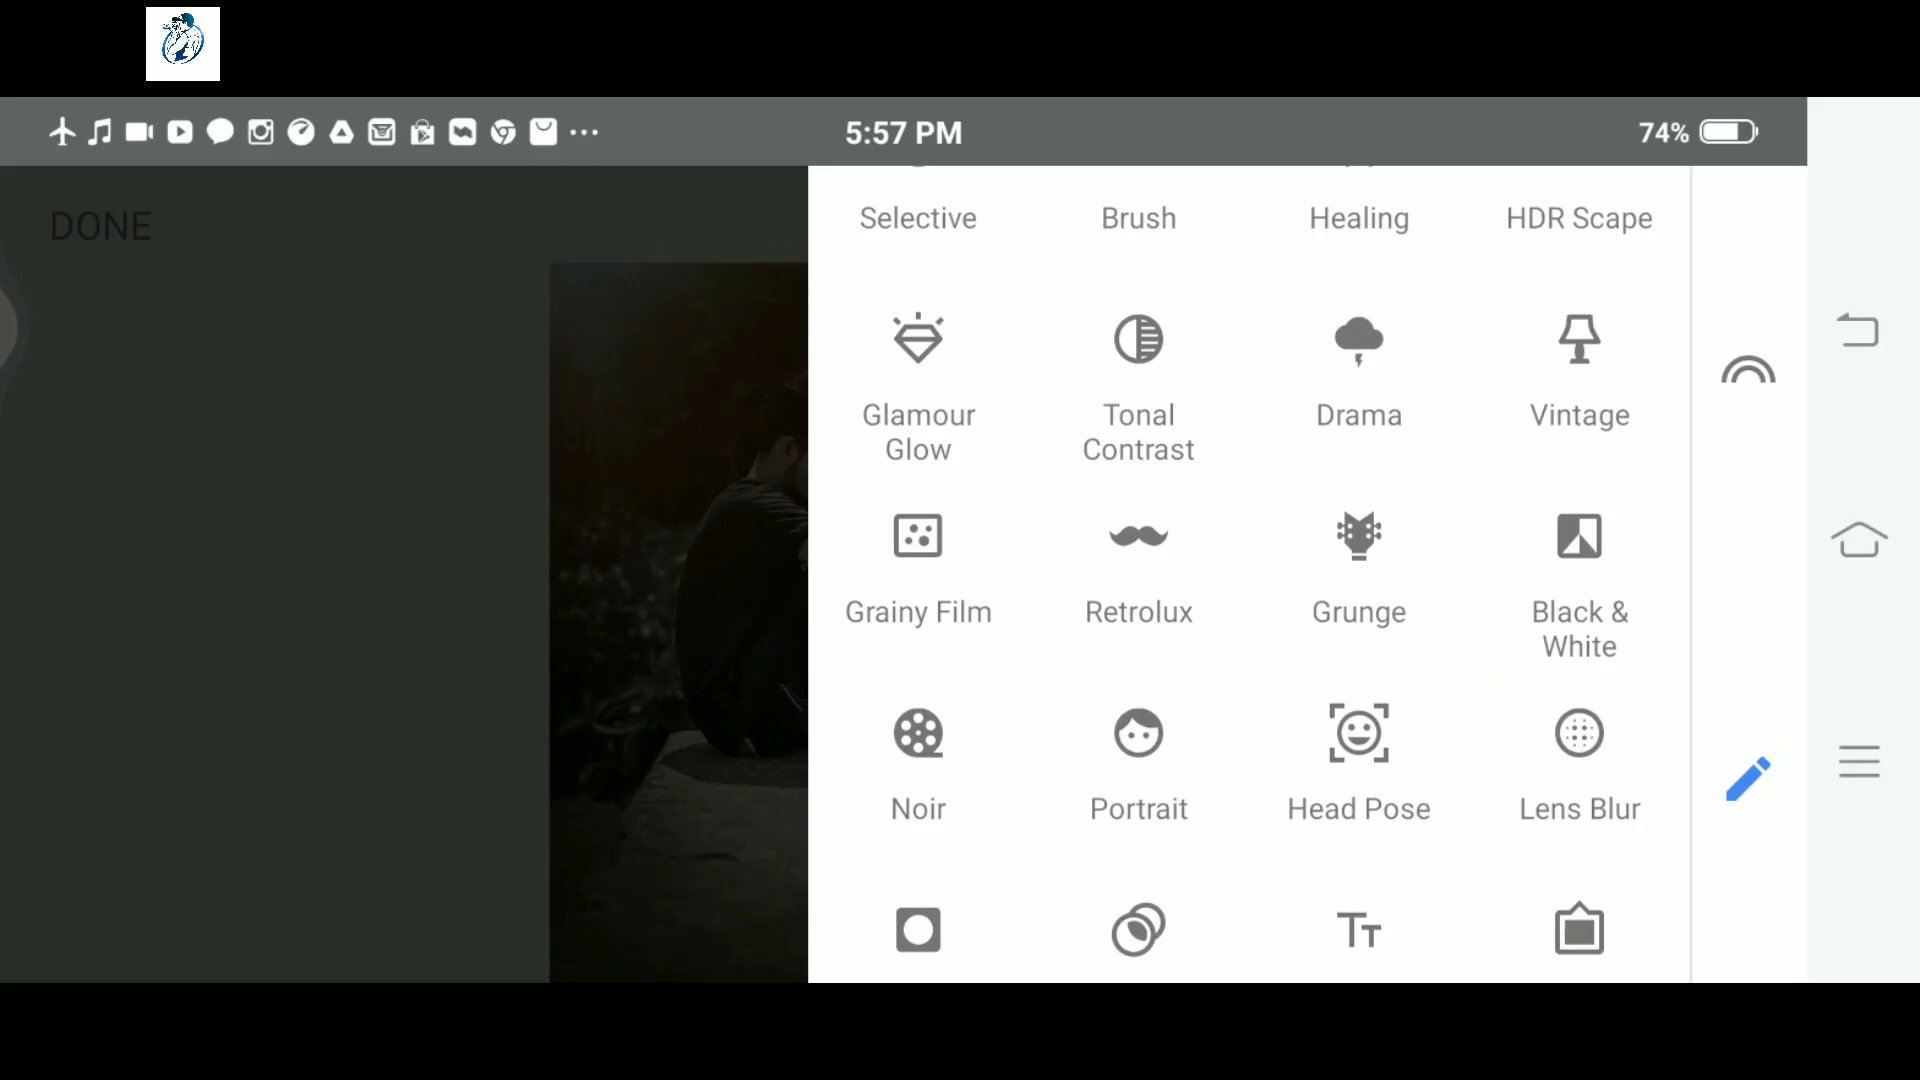 5:57 PM
74%
DONE
Selective
Brush
Healing
HDR Scape
Glamour
Glow
Tonal
Contrast
Drama
Vintage
Grainy Film
Retrolux
Grunge
Black &
White
Noir
Portrait
Head Pose
Lens Blur